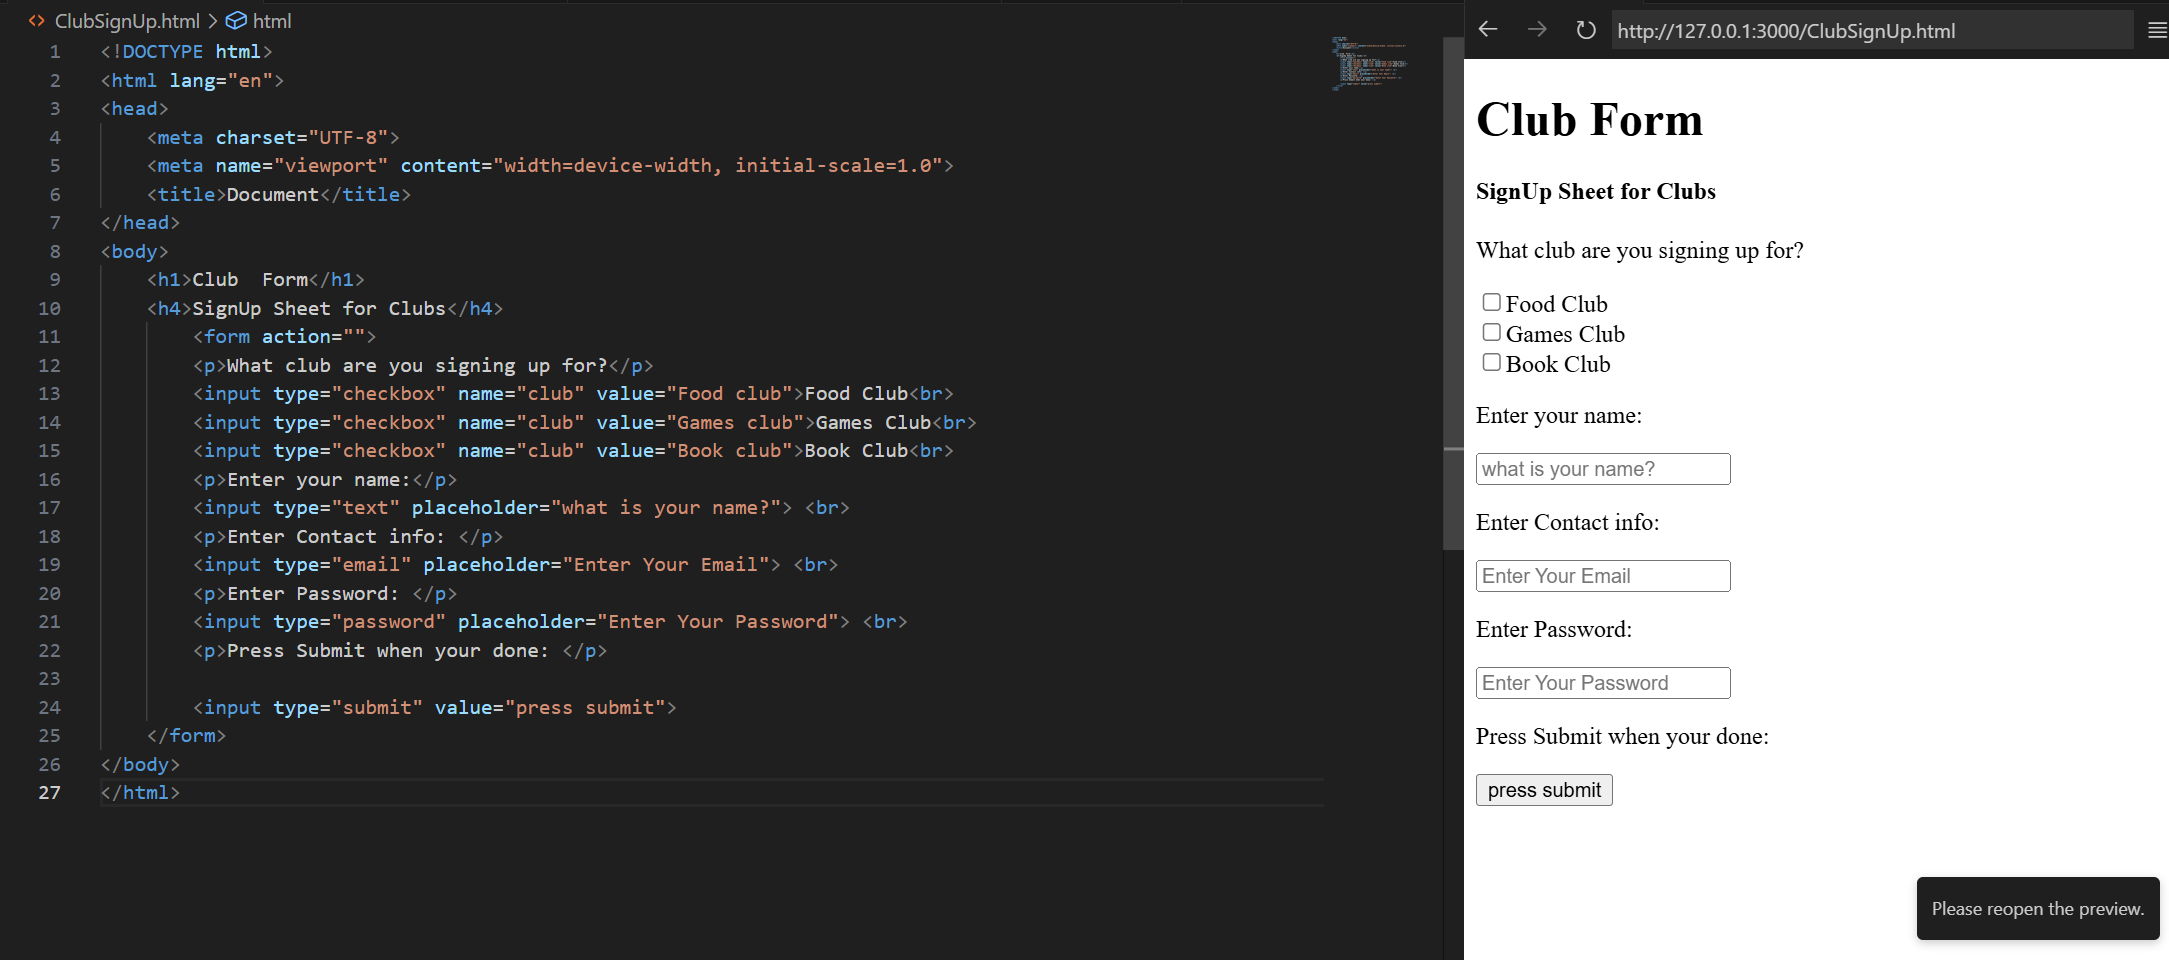 ClubSignUp.html > html
1 <!DOCTYPE html>
2 <html lang="en">
3 <head>
4     <meta charset="UTF-8">
5     <meta name="viewport" content="width=device-width, initial-scale=1.0">
6     <title>Document</title>
7 </head>
8 <body>
9     <h1>Club  Form</h1>
10     <h4>SignUp Sheet for Clubs</h4>
11         <form action="">
12         <p>What club are you signing up for?</p>
13         <input type="checkbox" name="club" value="Food club">Food Club<br>
14         <input type="checkbox" name="club" value="Games club">Games Club<br>
15         <input type="checkbox" name="club" value="Book club">Book Club<br>
16         <p>Enter your name:</p>
17         <input type="text" placeholder="what is your name?"> <br>
18         <p>Enter Contact info: </p>
19         <input type="email" placeholder="Enter Your Email"> <br>
20         <p>Enter Password: </p>
21         <input type="password" placeholder="Enter Your Password"> <br>
22         <p>Press Submit when your done: </p>
23
24         <input type="submit" value="press submit">
25     </form>
26 </body>
27 </html>
http://127.0.0.1:3000/ClubSignUp.html
Club Form
SignUp Sheet for Clubs
What club are you signing up for?
Food Club
Games Club
Book Club
Enter your name:
what is your name?
Enter Contact info:
Enter Your Email
Enter Password:
Enter Your Password
Press Submit when your done:
press submit
Please reopen the preview.